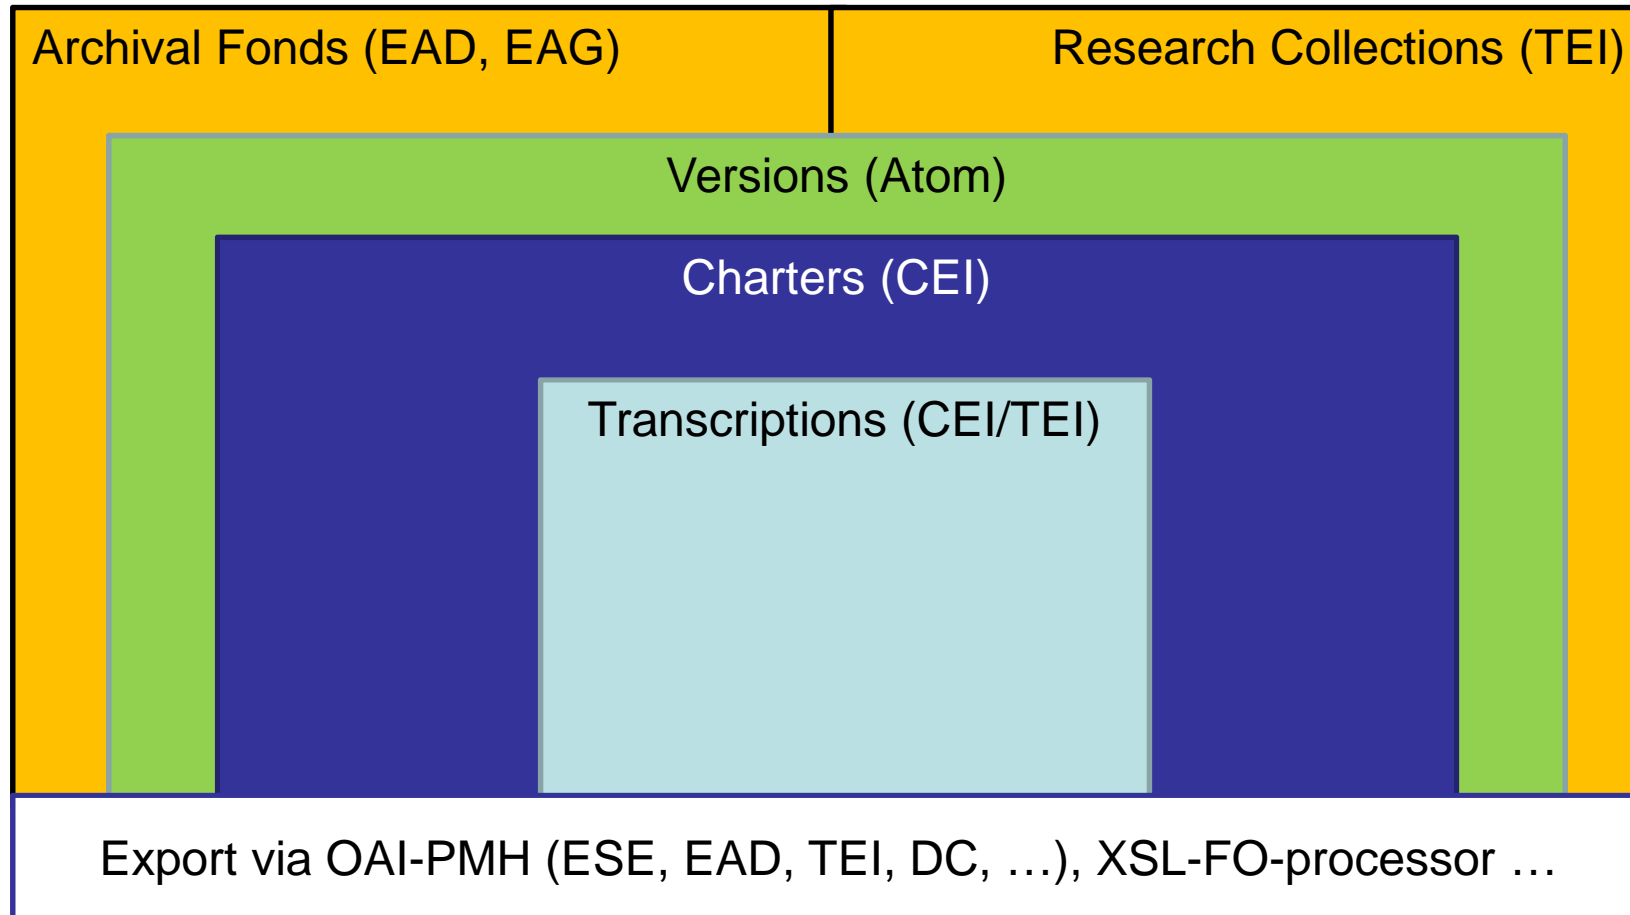 Archival Fonds (EAD, EAG)
Research Collections (TEI)
Versions (Atom)
Charters (CEI)
Transcriptions (CEI/TEI)
Export via OAI-PMH (ESE, EAD, TEI, DC, …), XSL-FO-processor …